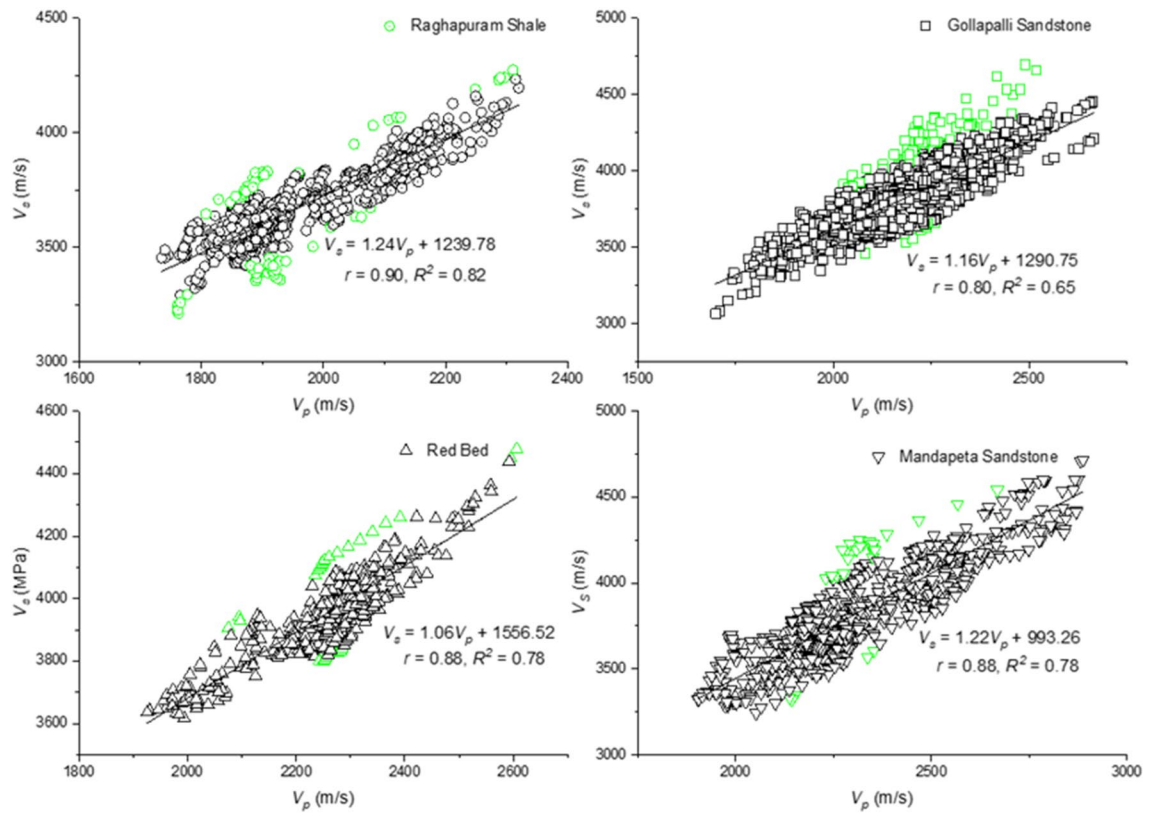 4500
Raghapuram Shale
4000
3500
3000
Vs (m/s)
Vs = 1.24Vp + 1239.78
r = 0.90, R² = 0.82
1600 1800 2000 2200 2400
Vp (m/s)
5000
Gollapalli Sandstone
4500
4000
3500
3000
Vs (m/s)
Vs = 1.16Vp + 1290.75
r = 0.80, R² = 0.65
1500 2000 2500
Vp (m/s)
4600
Red Bed
4400
4200
4000
3800
3600
Vs (MPa)
Vs = 1.06Vp + 1556.52
r = 0.88, R² = 0.78
1800 2000 2200 2400 2600
Vp (m/s)
5000
Mandapeta Sandstone
4500
4000
3500
3000
VS (m/s)
Vs = 1.22Vp + 993.26
r = 0.88, R² = 0.78
2000 2500 3000
Vp (m/s)